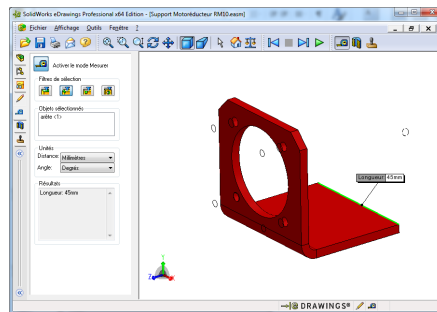 SolidWorks eDrawings Professional x64 Edition - [Support Motoréducteur RM10.easm]
Fichier Affichage Outils Fenêtre ?
Activer le mode Mesurer
Filtres de sélection
Objets sélectionnés
arête <1>
Unités
Distance: Millimètres
Angle: Degrés
Résultats
Longueur: 45mm
Longueur: 45mm
Y
Z
X
DRAWINGS®